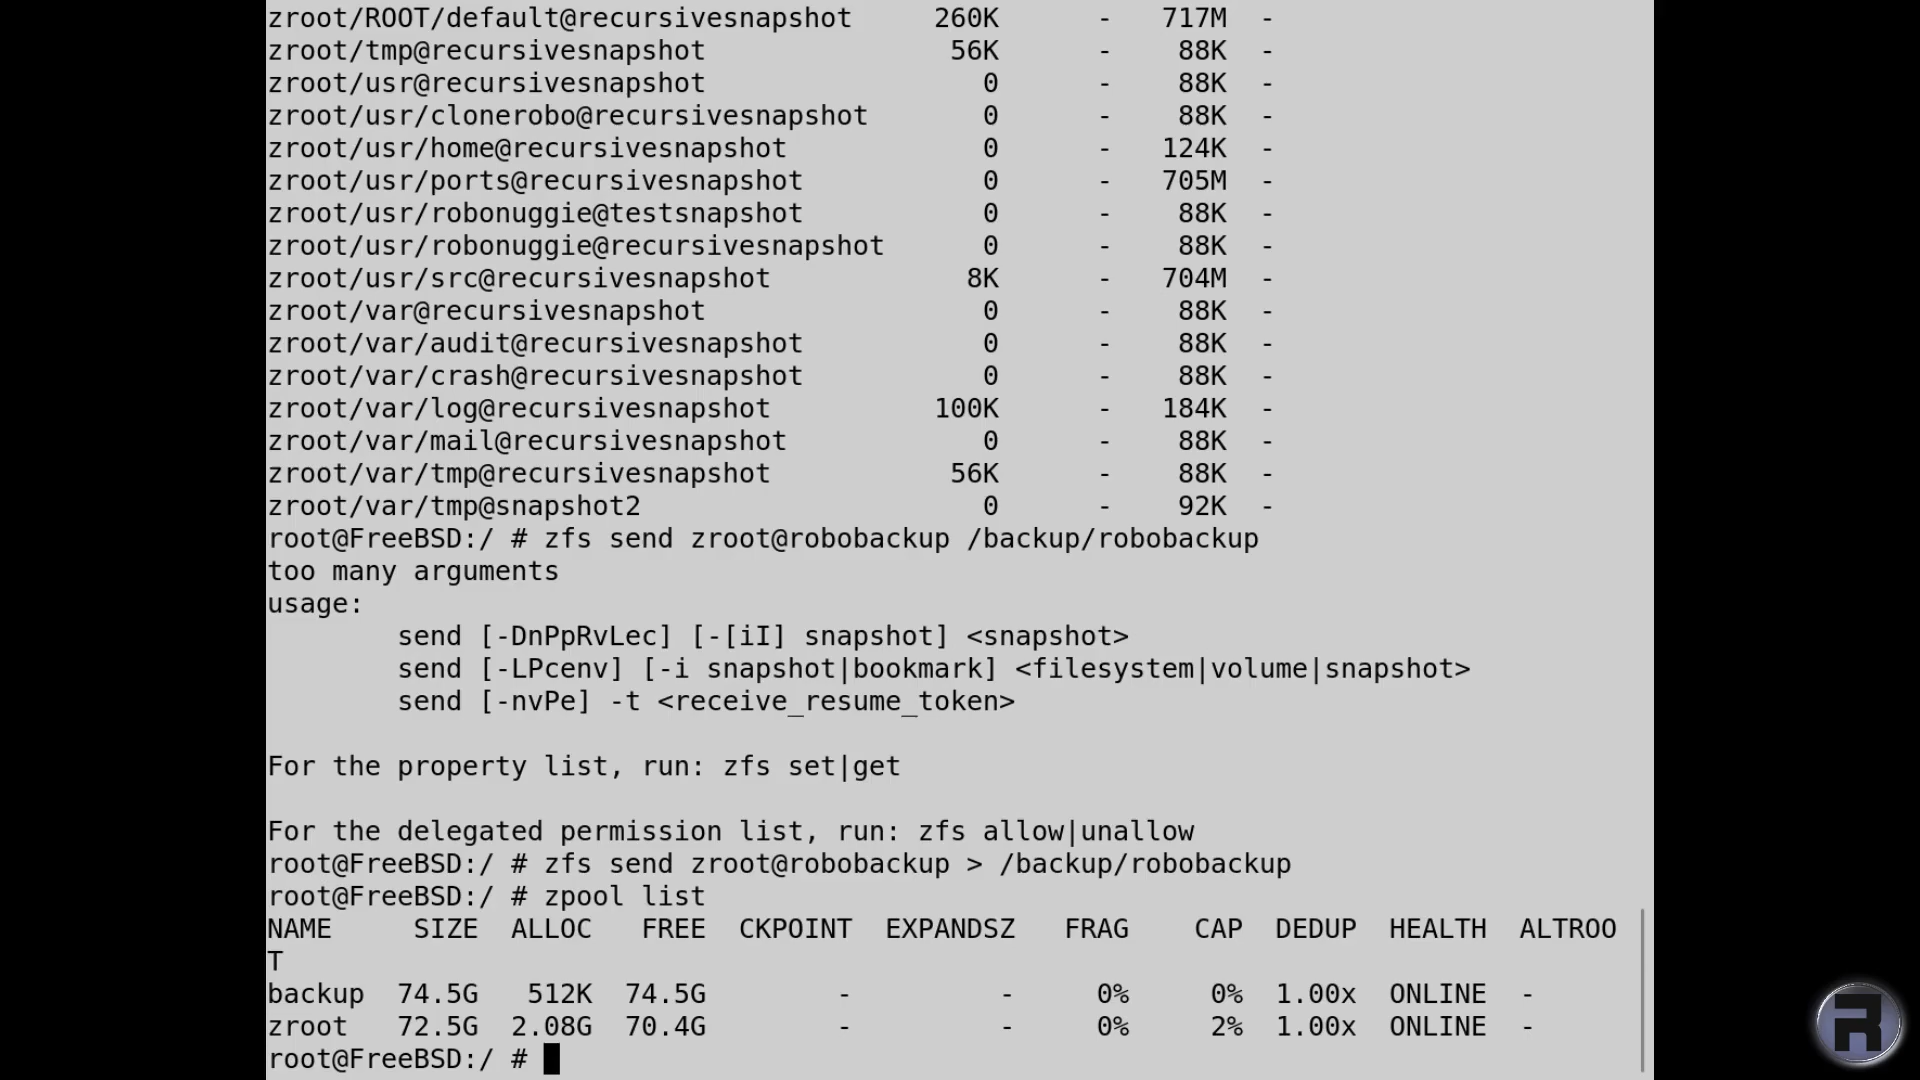 zroot/ROOT/default@recursivesnapshot     260K      -   717M  -
zroot/tmp@recursivesnapshot               56K      -    88K  -
zroot/usr@recursivesnapshot                 0      -    88K  -
zroot/usr/clonerobo@recursivesnapshot       0      -    88K  -
zroot/usr/home@recursivesnapshot            0      -   124K  -
zroot/usr/ports@recursivesnapshot           0      -   705M  -
zroot/usr/robonuggie@testsnapshot           0      -    88K  -
zroot/usr/robonuggie@recursivesnapshot      0      -    88K  -
zroot/usr/src@recursivesnapshot            8K      -   704M  -
zroot/var@recursivesnapshot                 0      -    88K  -
zroot/var/audit@recursivesnapshot           0      -    88K  -
zroot/var/crash@recursivesnapshot           0      -    88K  -
zroot/var/log@recursivesnapshot          100K      -   184K  -
zroot/var/mail@recursivesnapshot            0      -    88K  -
zroot/var/tmp@recursivesnapshot           56K      -    88K  -
zroot/var/tmp@snapshot2                     0      -    92K  -
root@FreeBSD:/ # zfs send zroot@robobackup /backup/robobackup
too many arguments
usage:
        send [-DnPpRvLec] [-[iI] snapshot] <snapshot>
        send [-LPcenv] [-i snapshot|bookmark] <filesystem|volume|snapshot>
        send [-nvPe] -t <receive_resume_token>

For the property list, run: zfs set|get

For the delegated permission list, run: zfs allow|unallow
root@FreeBSD:/ # zfs send zroot@robobackup > /backup/robobackup
root@FreeBSD:/ # zpool list
NAME     SIZE  ALLOC   FREE  CKPOINT  EXPANDSZ   FRAG    CAP  DEDUP  HEALTH  ALTROO
T
backup  74.5G   512K  74.5G        -         -     0%     0%  1.00x  ONLINE  -
zroot   72.5G  2.08G  70.4G        -         -     0%     2%  1.00x  ONLINE  -
root@FreeBSD:/ #
R